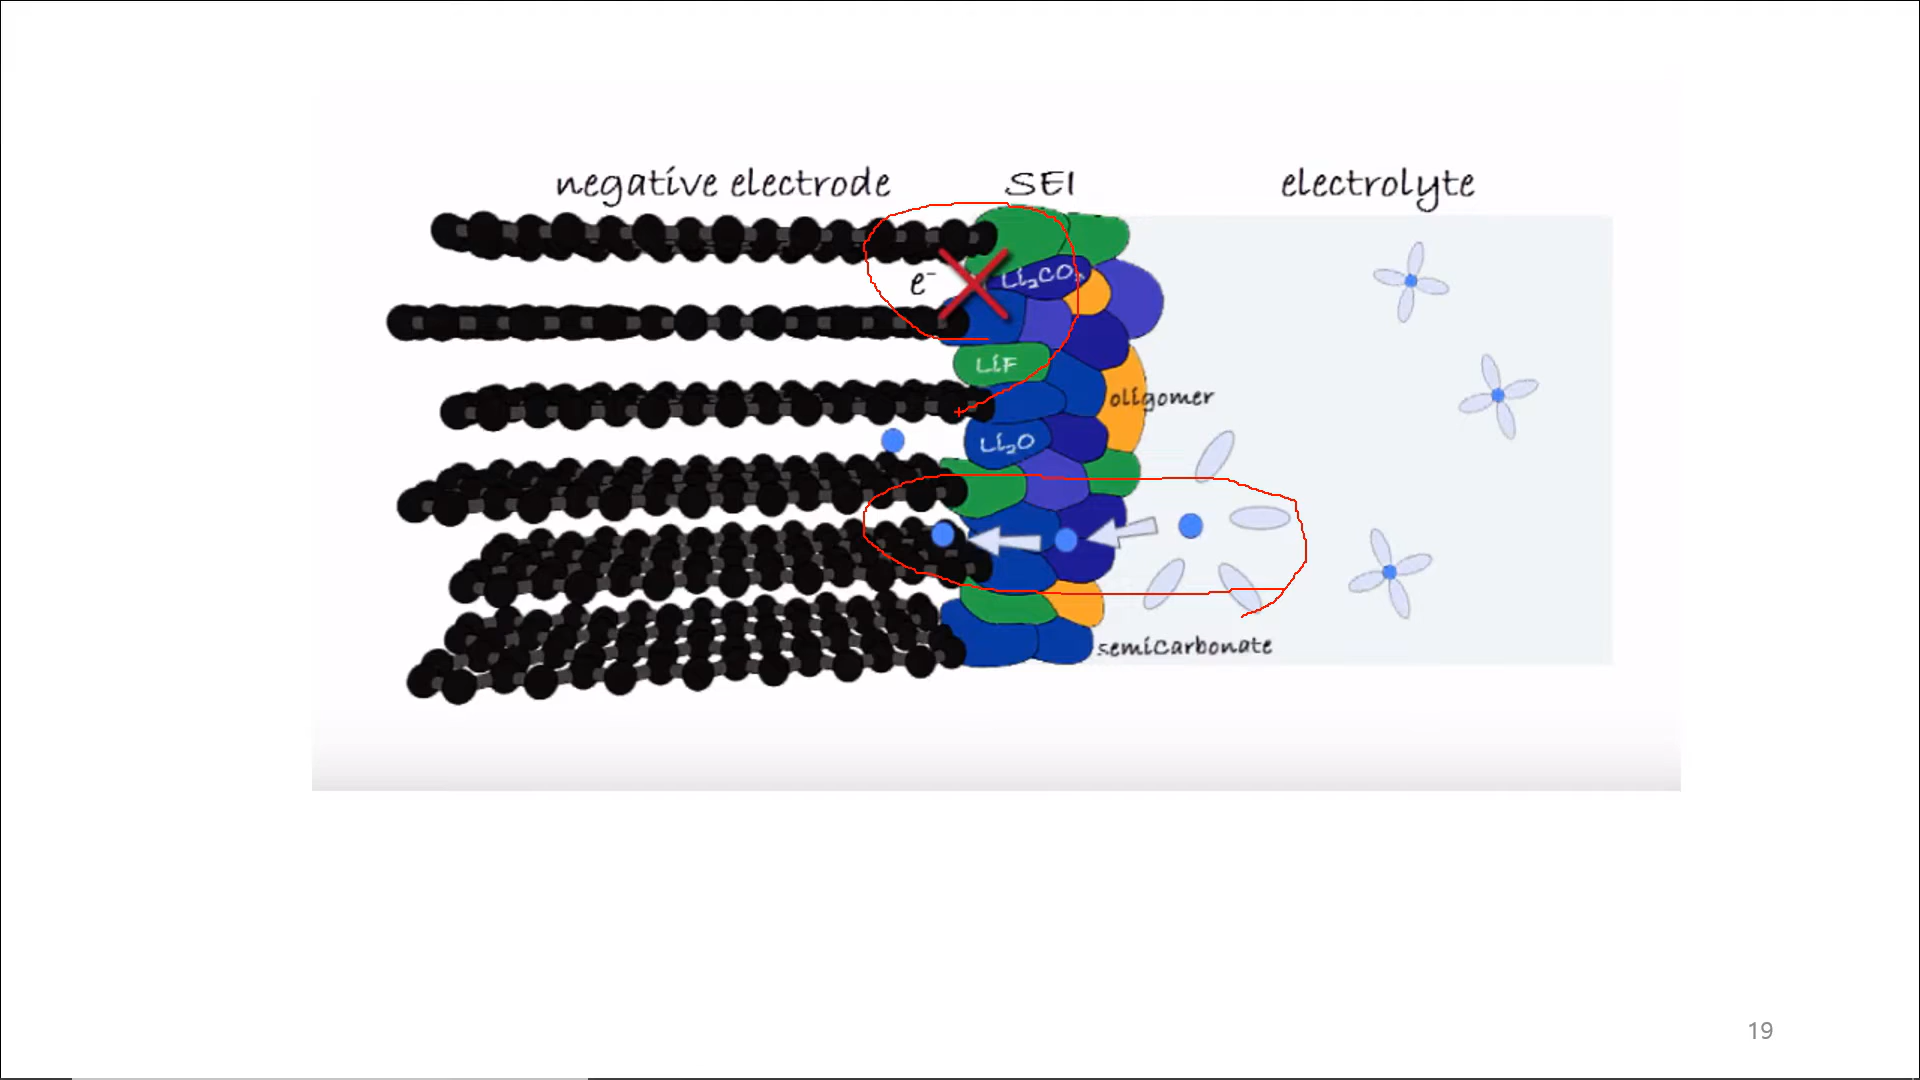 negative electrode SEI electrolyte
e⁻
Li₂CO₃
LiF
oligomer
Li₂O
semicarbonate
19